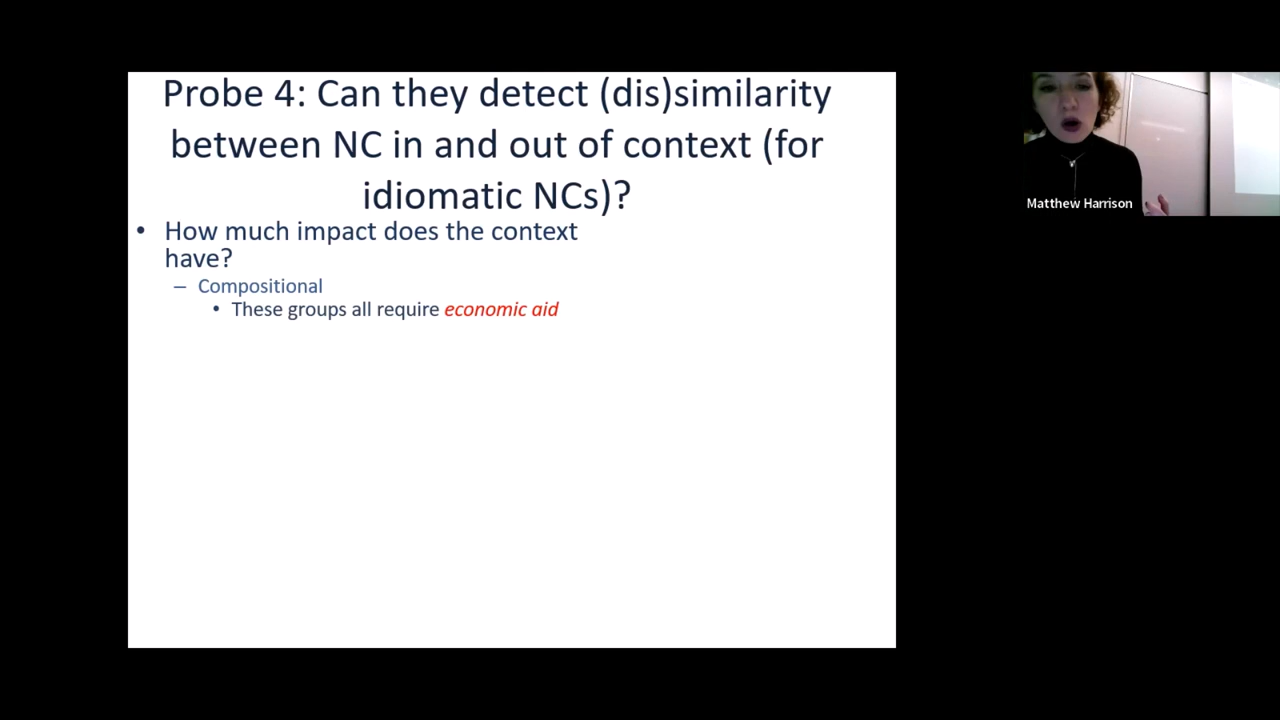 Probe 4: Can they detect (dis)similarity
between NC in and out of context (for
idiomatic NCs)?
• How much impact does the context
have?
– Compositional
• These groups all require economic aid
Matthew Harrison